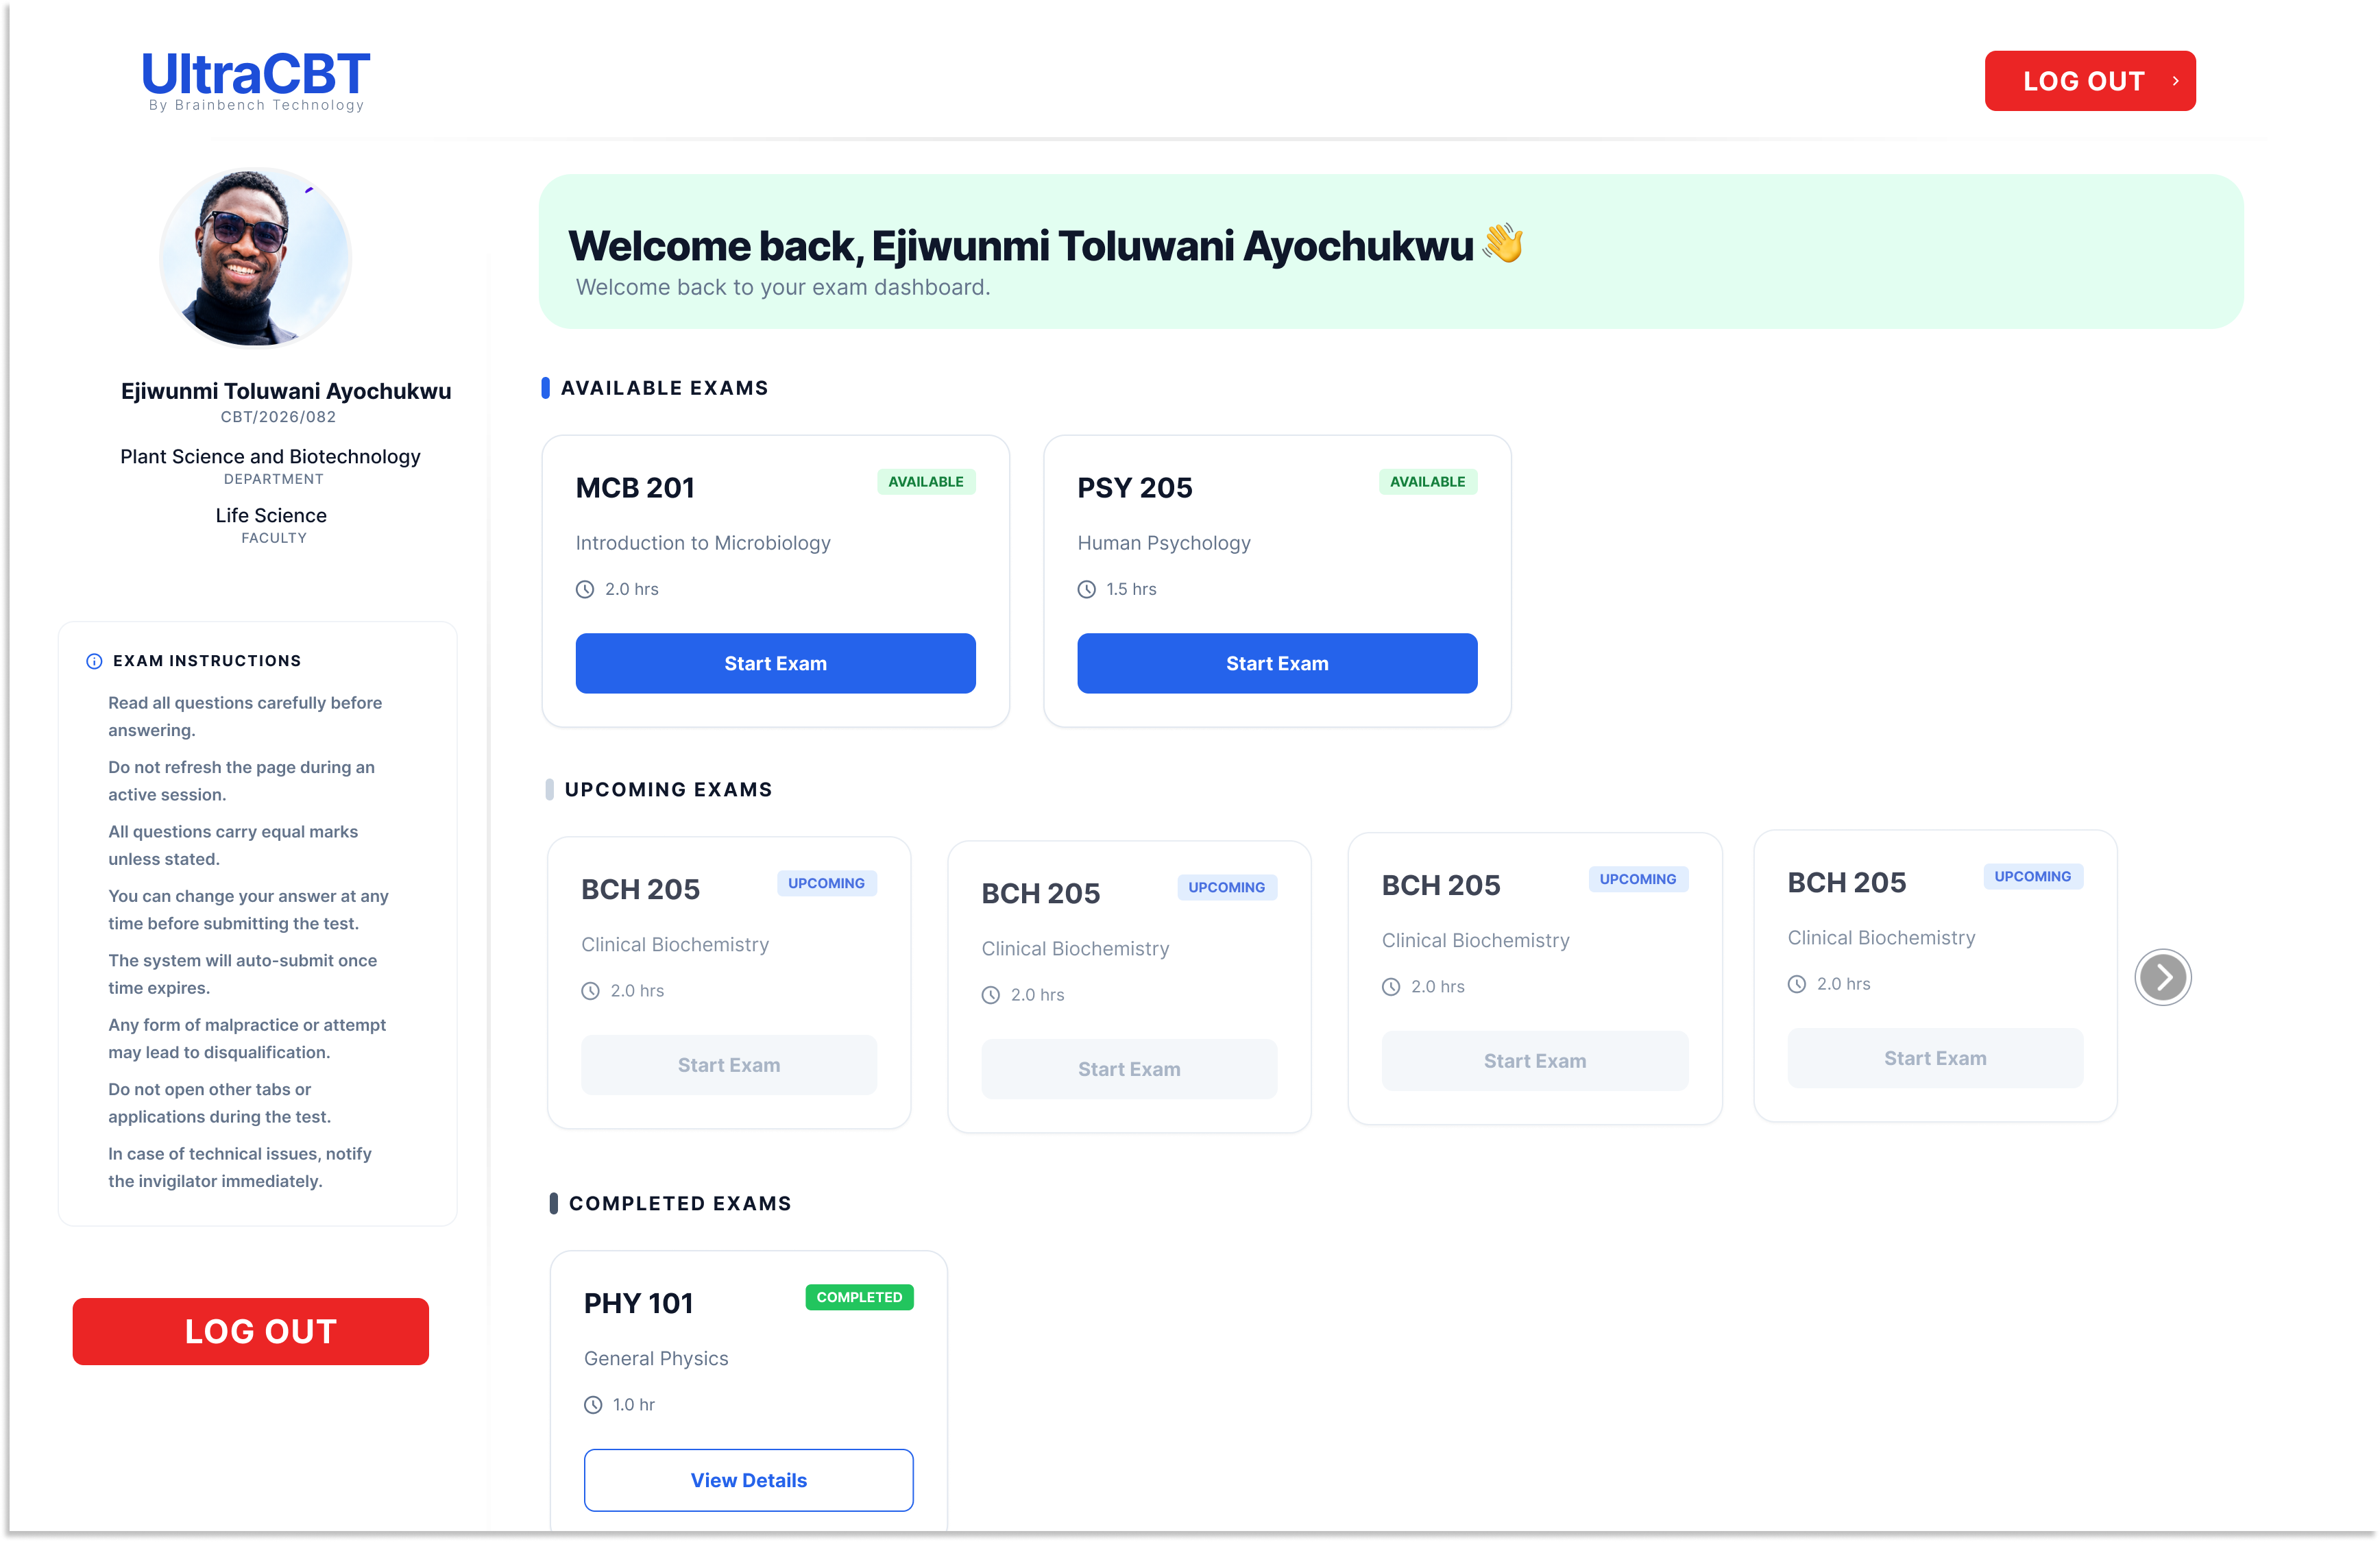 UltraCBT
By Brainbench Technology
LOG OUT
Ejiwunmi Toluwani Ayochukwu
CBT/2026/082
Plant Science and Biotechnology
DEPARTMENT
Life Science
FACULTY
EXAM INSTRUCTIONS
Read all questions carefully before
answering.
Do not refresh the page during an
active session.
All questions carry equal marks
unless stated.
You can change your answer at any
time before submitting the test.
The system will auto-submit once
time expires.
Any form of malpractice or attempt
may lead to disqualification.
Do not open other tabs or
applications during the test.
In case of technical issues, notify
the invigilator immediately.
LOG OUT
Welcome back, Ejiwunmi Toluwani Ayochukwu 👋
Welcome back to your exam dashboard.
AVAILABLE EXAMS
MCB 201
AVAILABLE
Introduction to Microbiology
2.0 hrs
Start Exam
PSY 205
AVAILABLE
Human Psychology
1.5 hrs
Start Exam
UPCOMING EXAMS
BCH 205
UPCOMING
Clinical Biochemistry
2.0 hrs
Start Exam
BCH 205
UPCOMING
Clinical Biochemistry
2.0 hrs
Start Exam
BCH 205
UPCOMING
Clinical Biochemistry
2.0 hrs
Start Exam
BCH 205
UPCOMING
Clinical Biochemistry
2.0 hrs
Start Exam
COMPLETED EXAMS
PHY 101
COMPLETED
General Physics
1.0 hr
View Details